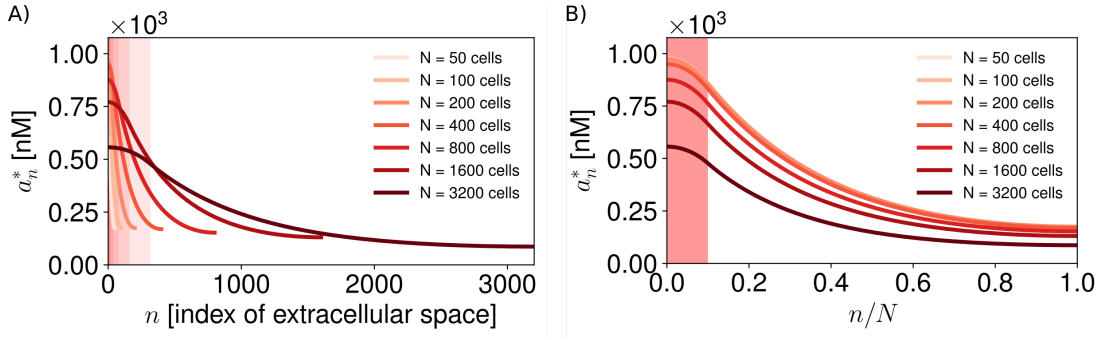 A)
×10³
a*ₙ [nM]
1.00
0.75
0.50
0.25
0.00
N = 50 cells
N = 100 cells
N = 200 cells
N = 400 cells
N = 800 cells
N = 1600 cells
N = 3200 cells
0 1000 2000 3000
n [index of extracellular space]
B)
×10³
a*ₙ [nM]
1.00
0.75
0.50
0.25
0.00
N = 50 cells
N = 100 cells
N = 200 cells
N = 400 cells
N = 800 cells
N = 1600 cells
N = 3200 cells
0.0 0.2 0.4 0.6 0.8 1.0
n/N